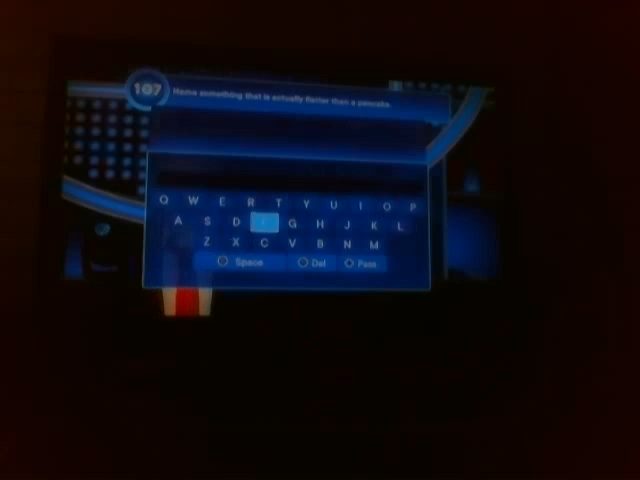 107
Name something that is actually flatter than a pancake.
Q W E R T Y U I O P
A S D F G H J K L
Z X C V B N M
Space Del Pass